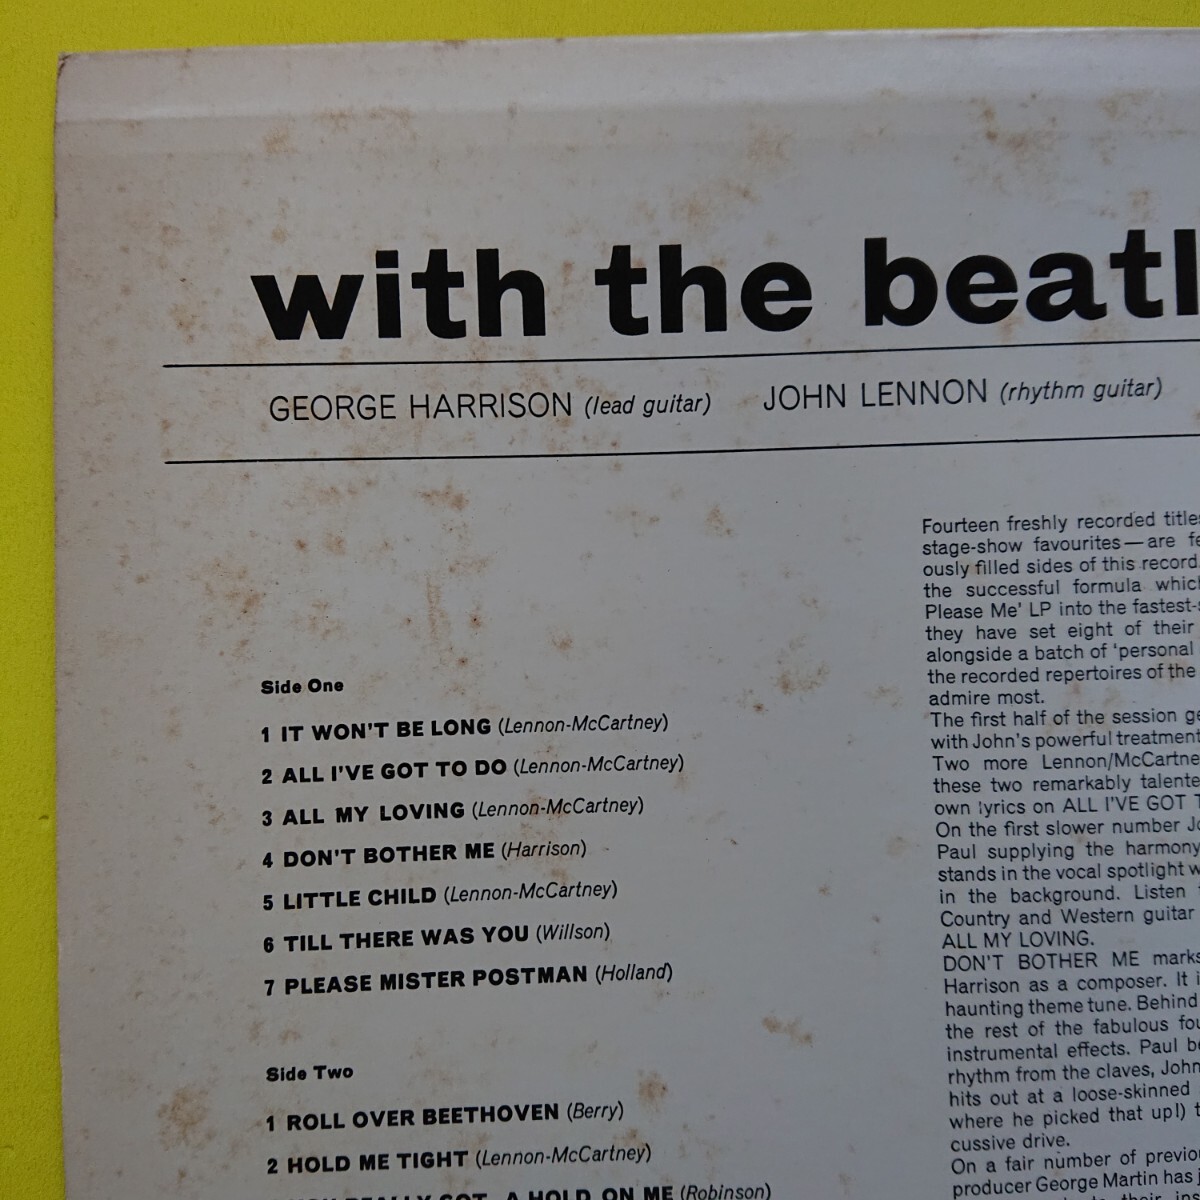 with the beatl
GEORGE HARRISON (lead guitar) JOHN LENNON (rhythm guitar)
Side One
1 IT WON'T BE LONG (Lennon-McCartney)
2 ALL I'VE GOT TO DO (Lennon-McCartney)
3 ALL MY LOVING (Lennon-McCartney)
4 DON'T BOTHER ME (Harrison)
5 LITTLE CHILD (Lennon-McCartney)
6 TILL THERE WAS YOU (Willson)
7 PLEASE MISTER POSTMAN (Holland)
Side Two
1 ROLL OVER BEETHOVEN (Berry)
2 HOLD ME TIGHT (Lennon-McCartney)
A HOLD ON ME (Robinson)
Fourteen freshly recorded titles
stage-show favourites—are fe
ously filled sides of this record.
the successful formula which
Please Me' LP into the fastest-s
they have set eight of their
alongside a batch of 'personal
the recorded repertoires of the
admire most.
The first half of the session ge
with John's powerful treatment
Two more Lennon/McCartne
these two remarkably talente
own lyrics on ALL I'VE GOT T
On the first slower number Jo
Paul supplying the harmony
stands in the vocal spotlight w
in the background. Listen
Country and Western guitar
ALL MY LOVING.
DON'T BOTHER ME marks
Harrison as a composer. It i
haunting theme tune. Behind
the rest of the fabulous fou
instrumental effects. Paul be
rhythm from the claves, John
hits out at a loose-skinned
where he picked that up!) t
cussive drive.
On a fair number of previou
producer George Martin has j